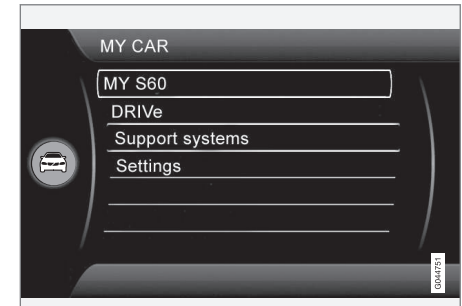 MY CAR
MY S60
DRIVe
Support systems
Settings
G044751